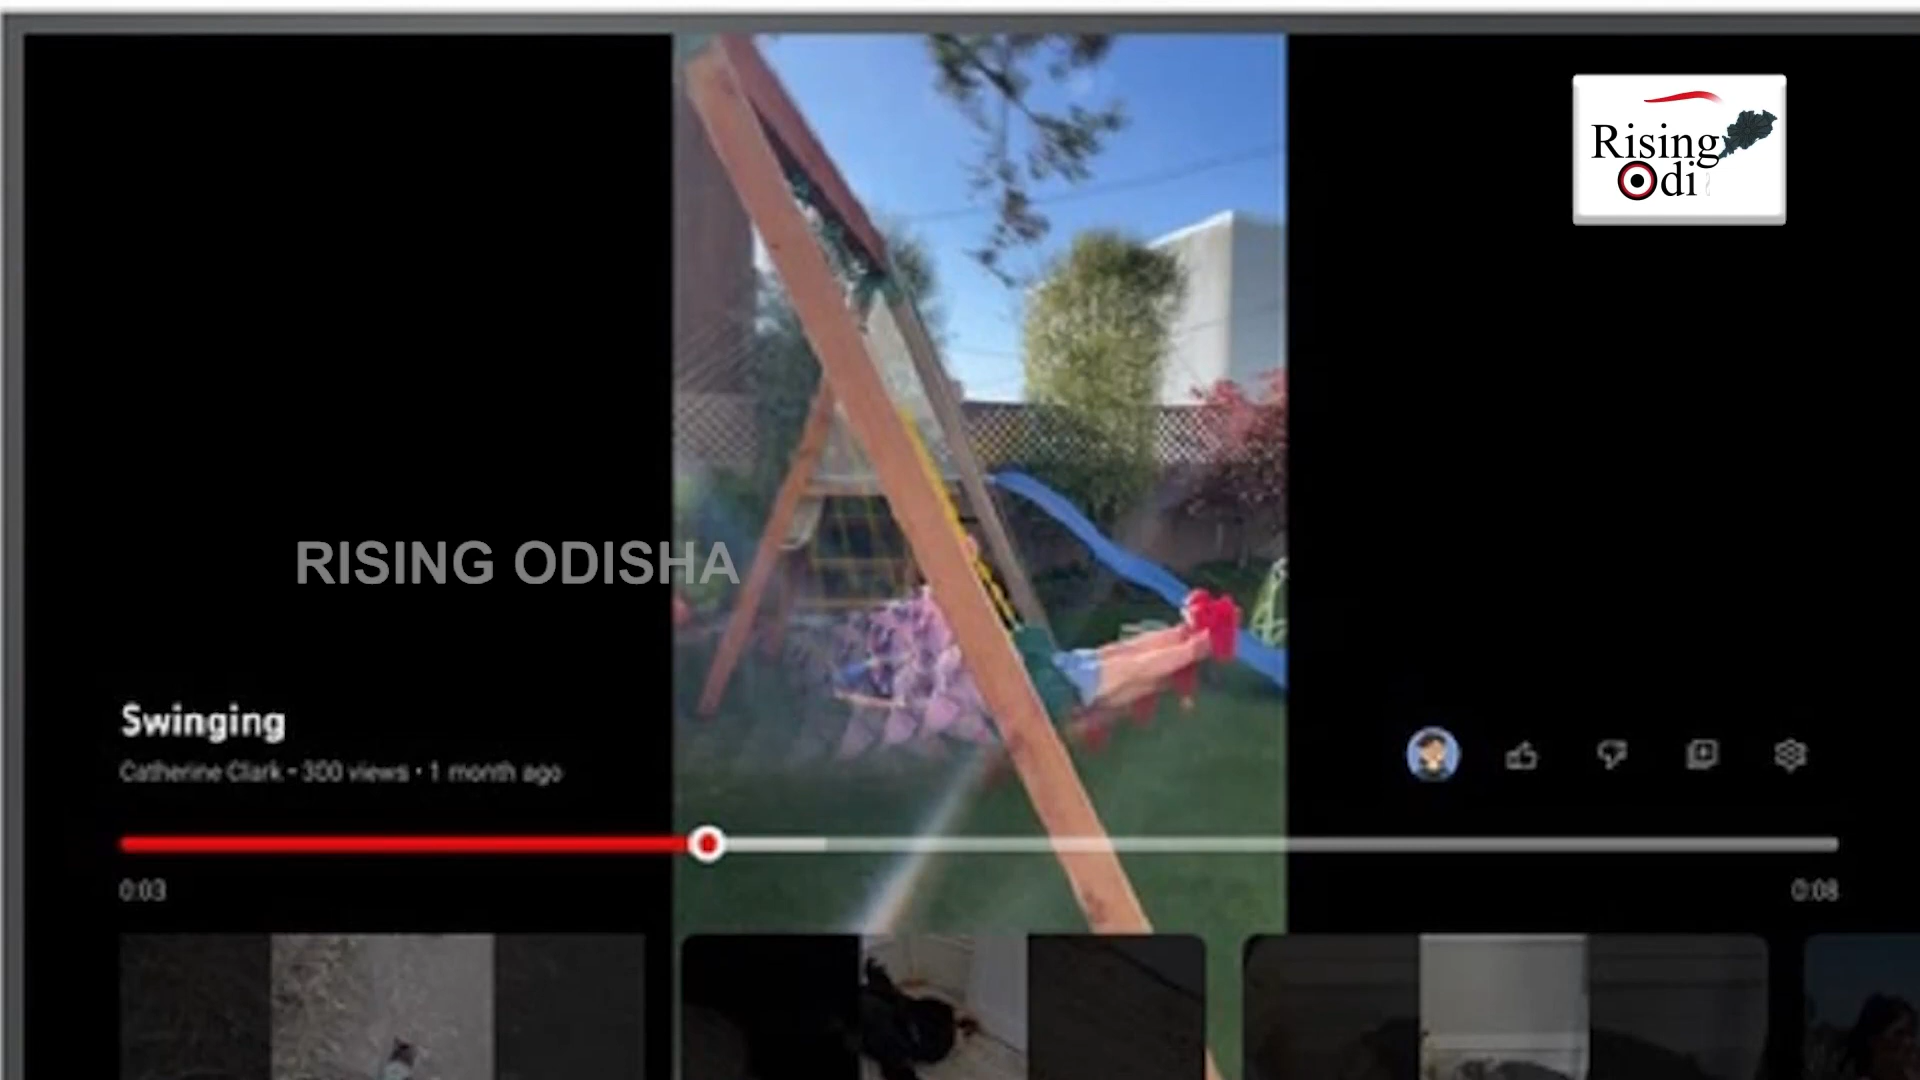 Rising
Odi
RISING ODISHA
Swinging
Catherine Clark • 300 views • 1 month ago
0:03
0:08